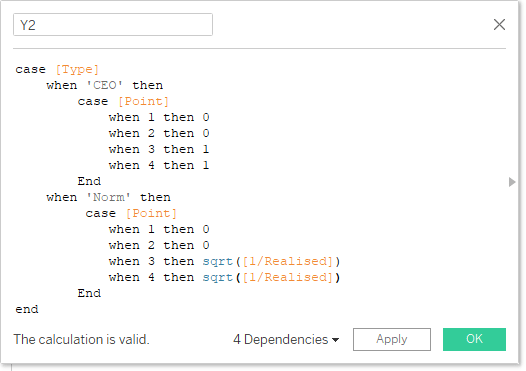 Y2
case [Type]
    when 'CEO' then
        case [Point]
            when 1 then 0
            when 2 then 0
            when 3 then 1
            when 4 then 1
        End
    when 'Norm' then
         case [Point]
            when 1 then 0
            when 2 then 0
            when 3 then sqrt([1/Realised])
            when 4 then sqrt([1/Realised])
        End
end
The calculation is valid. 4 Dependencies Apply OK